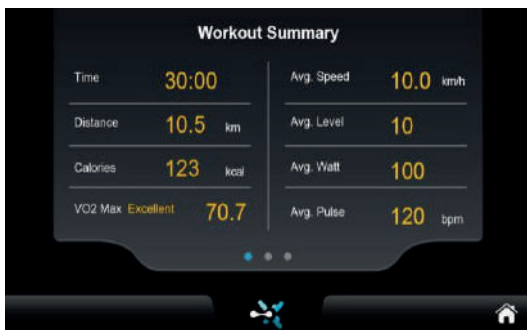 Workout Summary
Time 30:00
Distance 10.5 km
Calories 123 kcal
VO2 Max Excellent 70.7
Avg. Speed 10.0 km/h
Avg. Level 10
Avg. Watt 100
Avg. Pulse 120 bpm